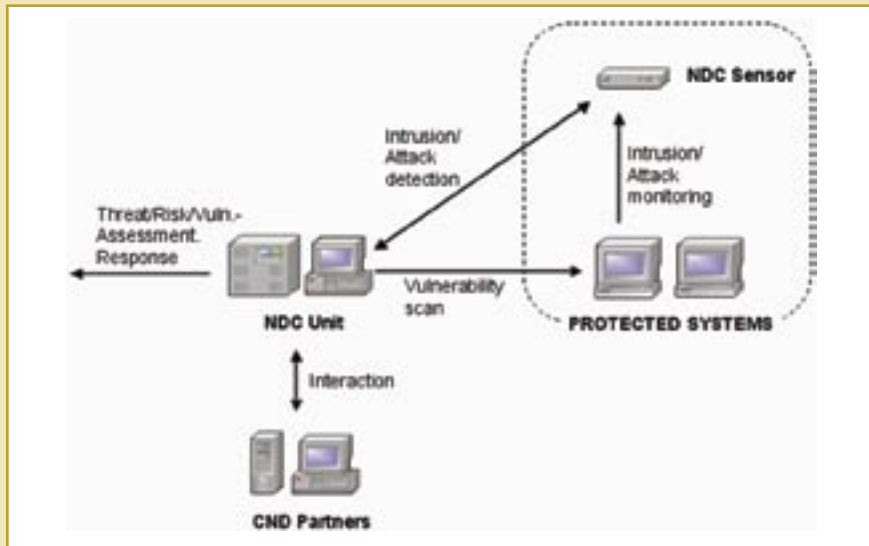 NDC Sensor
Intrusion/
Attack
detection
Intrusion/
Attack
monitoring
Threat/Risk/Vuln.-
Assessment.
Response
Vulnerability
scan
NDC Unit
PROTECTED SYSTEMS
Interaction
CND Partners